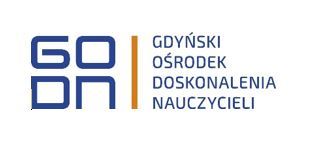 GO
DN
GDYŃSKI
OŚRODEK
DOSKONALENIA
NAUCZYCIELI